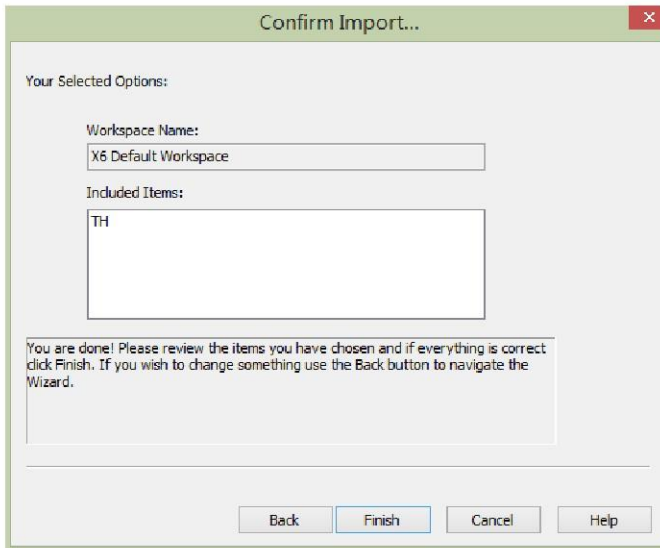 Confirm Import...
Your Selected Options:
Workspace Name:
X6 Default Workspace
Included Items:
TH
You are done! Please review the items you have chosen and if everything is correct
click Finish. If you wish to change something use the Back button to navigate the
Wizard.
Back Finish Cancel Help